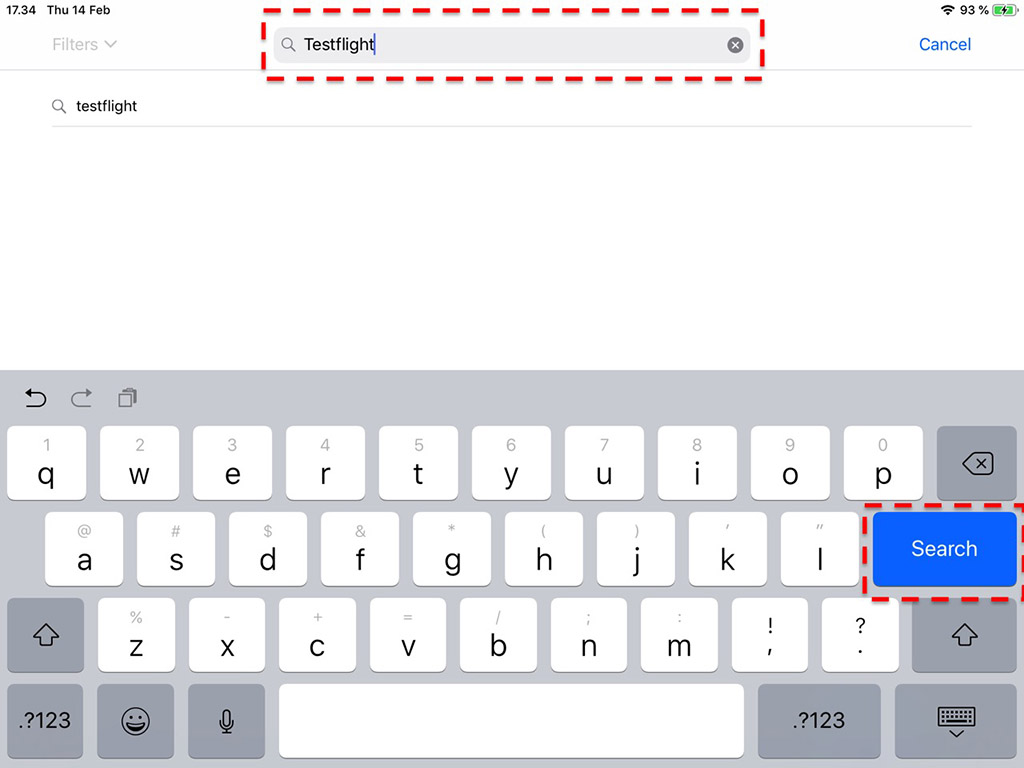 17.34 Thu 14 Feb 93 %
Filters Testflight Cancel
testflight
1 2 3 4 5 6 7 8 9 0
q w e r t y u i o p
@ # $ & * ( ) ' "
a s d f g h j k l Search
% - + = / ; : ! ?
z x c v b n m , .
.?123 .?123